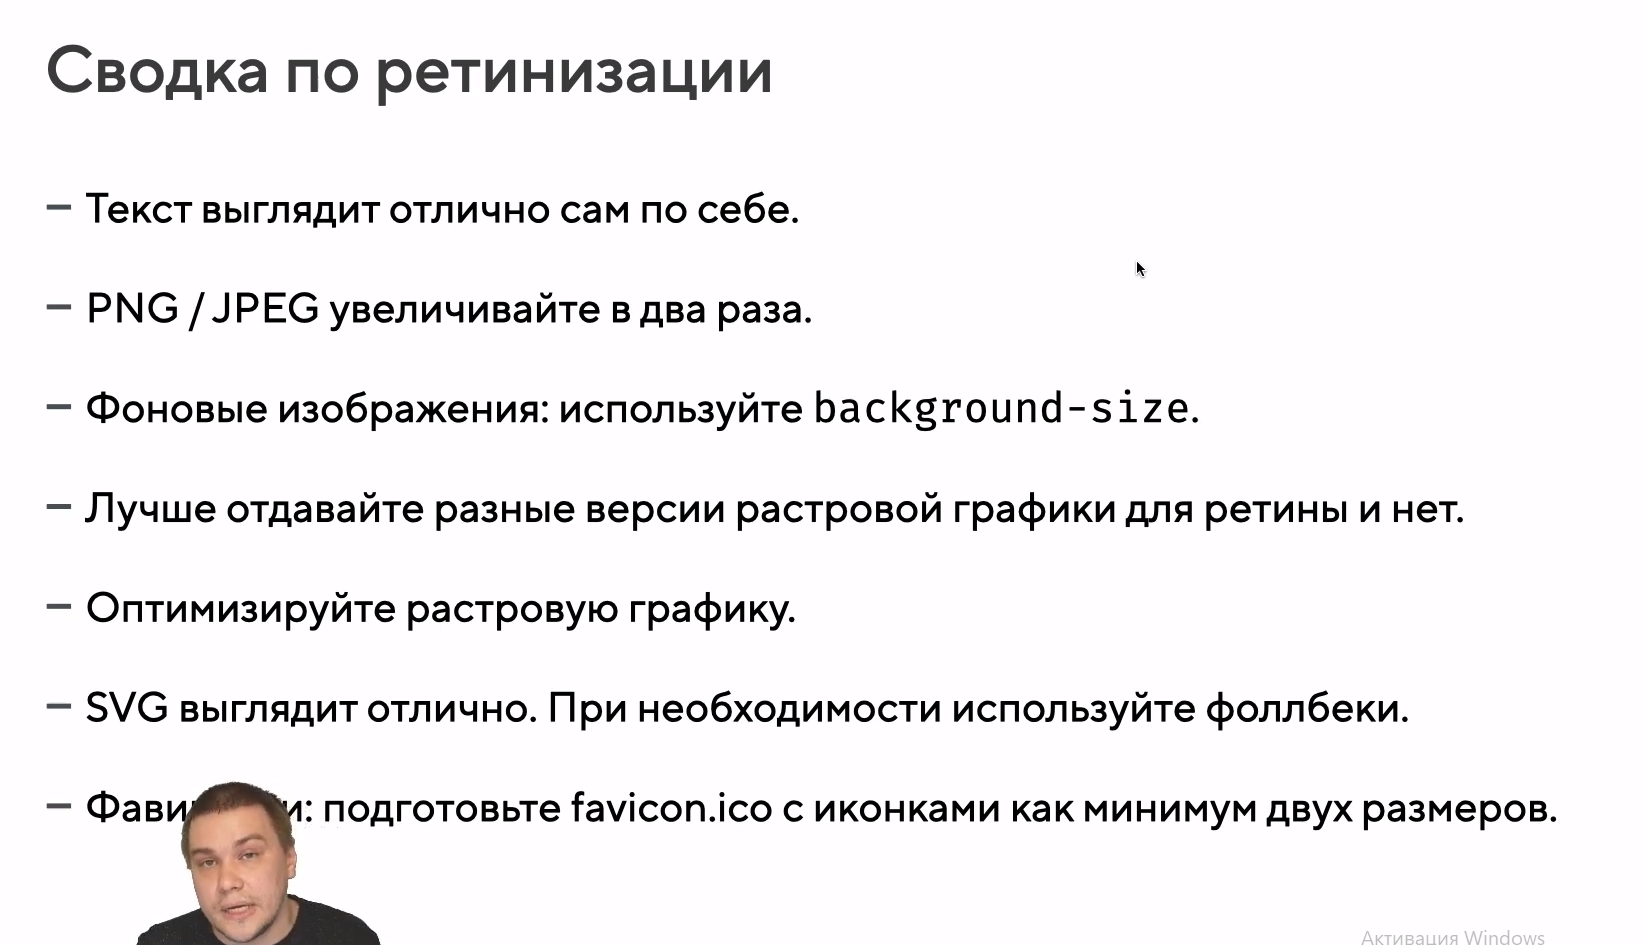 Сводка по ретинизации
– Текст выглядит отлично сам по себе.
– PNG / JPEG увеличивайте в два раза.
– Фоновые изображения: используйте background-size.
– Лучше отдавайте разные версии растровой графики для ретины и нет.
– Оптимизируйте растровую графику.
– SVG выглядит отлично. При необходимости используйте фоллбеки.
– подготовьте favicon.ico с иконками как минимум двух размеров.
Активация Windows